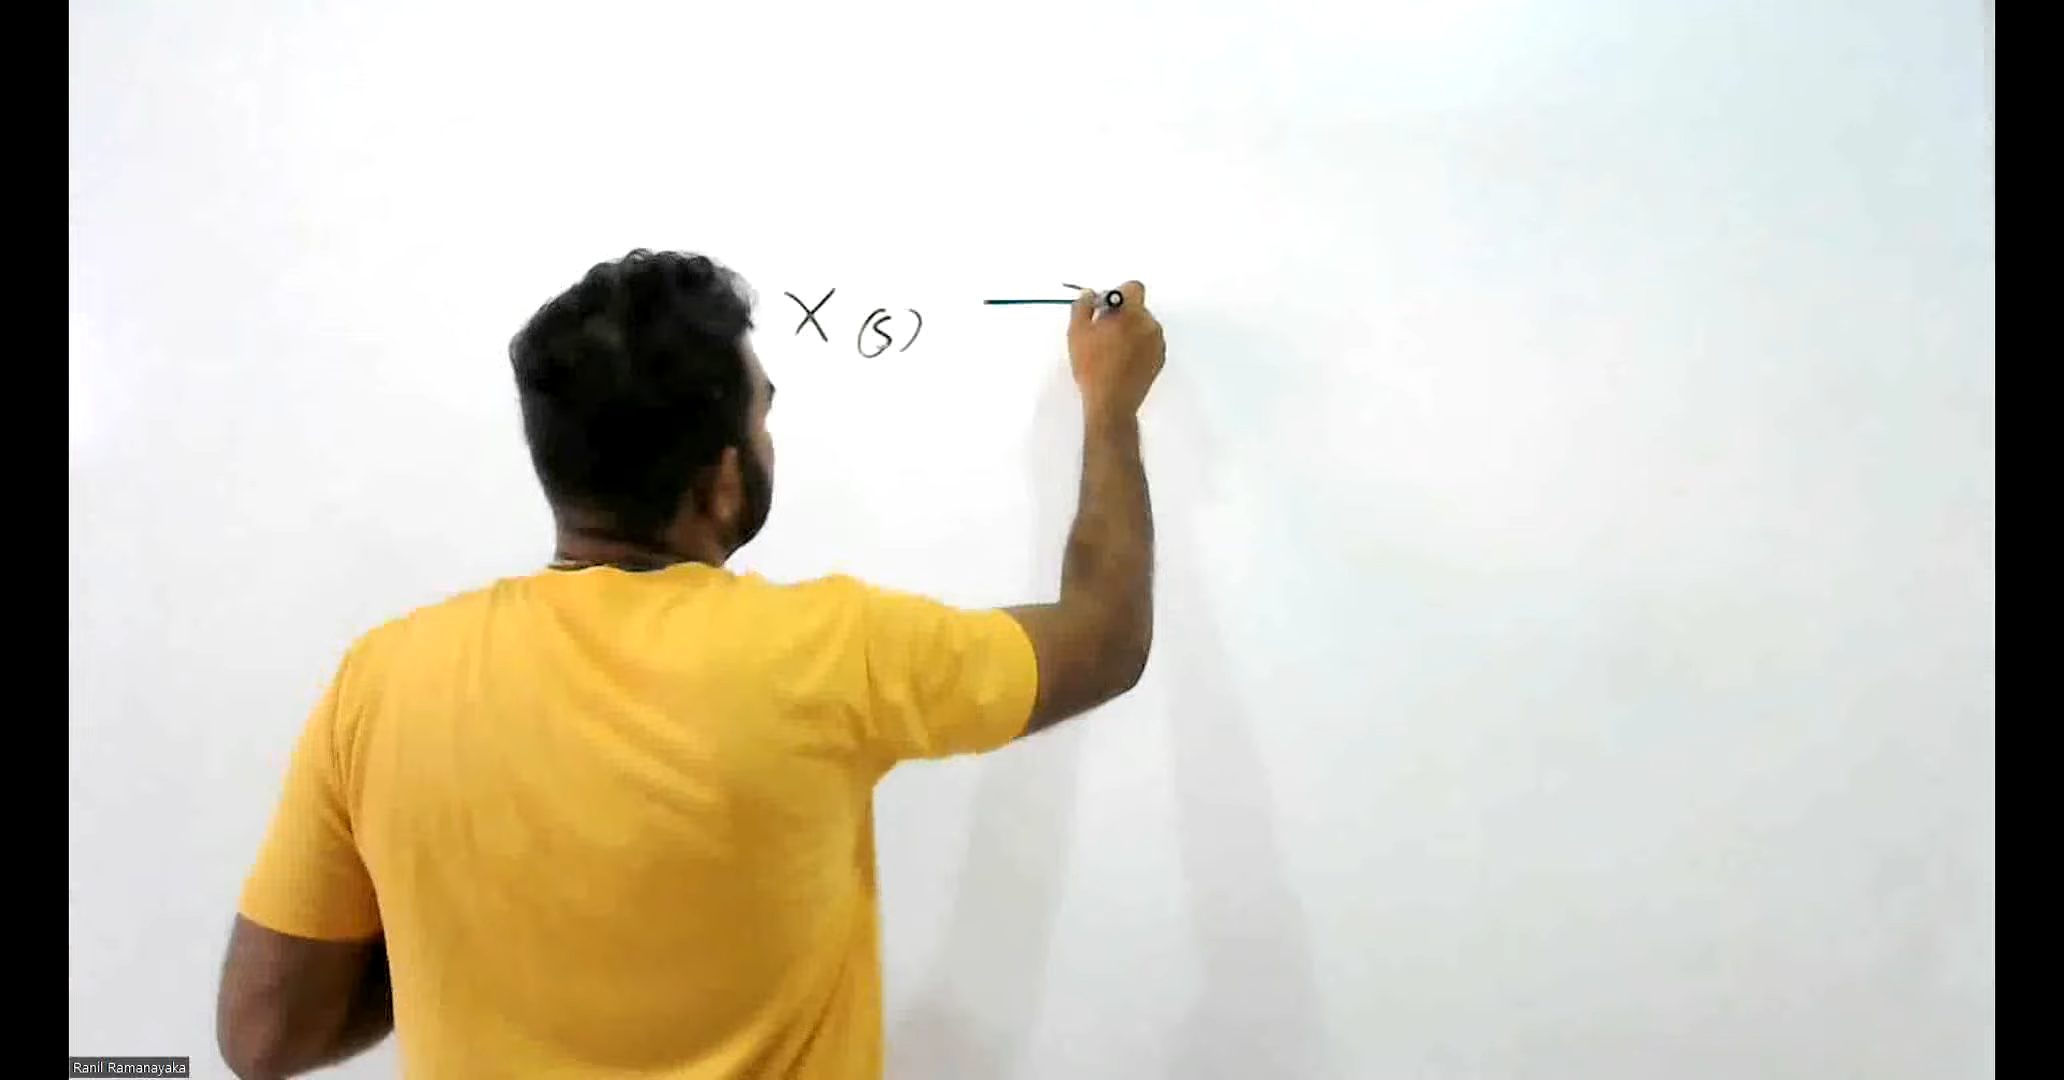 X (s) →
Ranil Ramanayaka